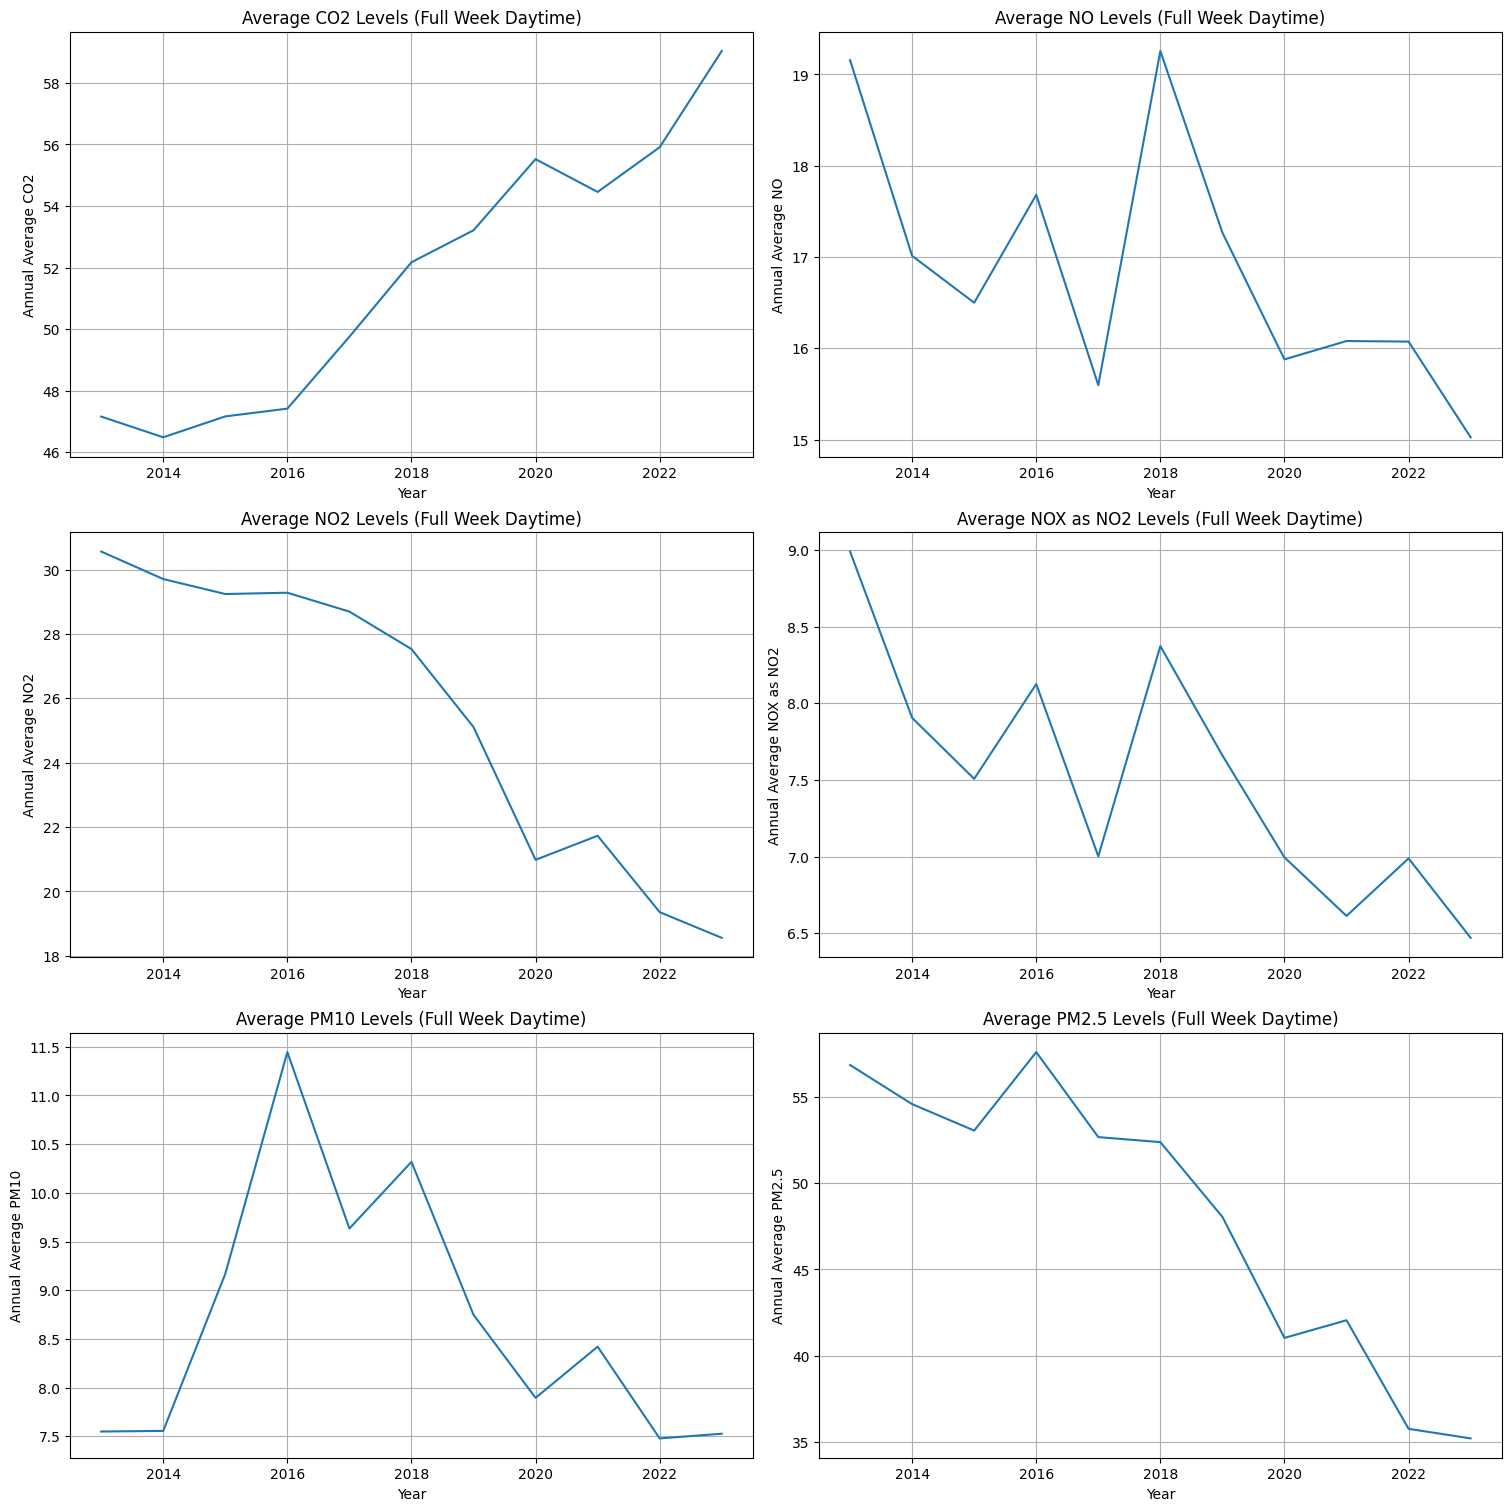 Average CO2 Levels (Full Week Daytime)
Annual Average CO2
58
56
54
52
50
48
46
2014 2016 2018 2020 2022
Year
Average NO Levels (Full Week Daytime)
Annual Average NO
19
18
17
16
15
2014 2016 2018 2020 2022
Year
Average NO2 Levels (Full Week Daytime)
Annual Average NO2
30
28
26
24
22
20
18
2014 2016 2018 2020 2022
Year
Average NOX as NO2 Levels (Full Week Daytime)
Annual Average NOX as NO2
9.0
8.5
8.0
7.5
7.0
6.5
2014 2016 2018 2020 2022
Year
Average PM10 Levels (Full Week Daytime)
Annual Average PM10
11.5
11.0
10.5
10.0
9.5
9.0
8.5
8.0
7.5
2014 2016 2018 2020 2022
Year
Average PM2.5 Levels (Full Week Daytime)
Annual Average PM2.5
55
50
45
40
35
2014 2016 2018 2020 2022
Year